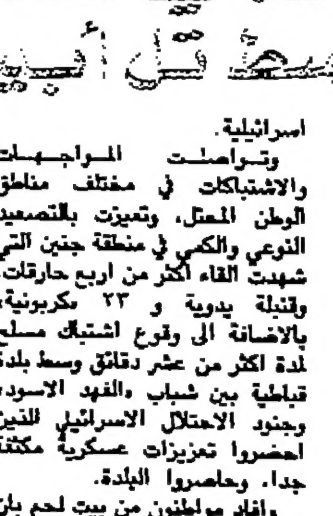 تل أبيـ
اسرائيلية.
وتـواصلـت المـواجـهـات
والاشتباكات في مختلف مناطق
الوطن المحتل، وتميزت بالتصعيد
النوعي والكمي في منطقة جنين التي
شهدت القاء اكثر من اربع حارقات،
وقنبلة يدوية و ٢٣ مكربونية،
بالاضافة الى وقوع اشتباك مسلح
لمدة اكثر من عشر دقائق وسط بلدة
قباطية بين شباب «الفهد الاسود،
وجنود الاحتلال الاسرائيلي الذين
احضروا تعزيزات عسكرية مكثفة
جدا، وحاصروا البلدة.
وافاد مواطنون من بيت لحم بان